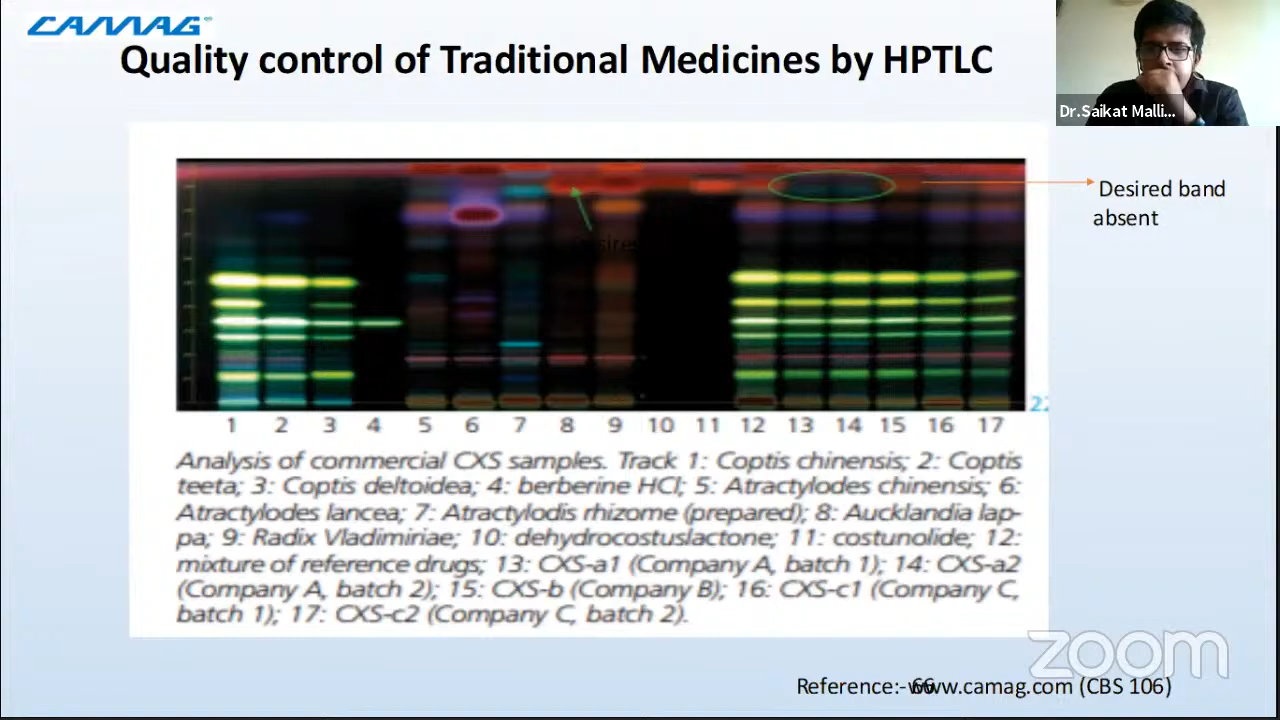 CAMAG
Quality control of Traditional Medicines by HPTLC
Dr.Saikat Malli...
Desired band
absent
22
1 2 3 4 5 6 7 8 9 10 11 12 13 14 15 16 17
Analysis of commercial CXS samples. Track 1: Coptis chinensis; 2: Coptis
teeta; 3: Coptis deltoidea; 4: berberine HCl; 5: Atractylodes chinensis; 6:
Atractylodes lancea; 7: Atractylodis rhizome (prepared); 8: Aucklandia lap-
pa; 9: Radix Vladimiriae; 10: dehydrocostuslactone; 11: costunolide; 12:
mixture of reference drugs; 13: CXS-a1 (Company A, batch 1); 14: CXS-a2
(Company A, batch 2); 15: CXS-b (Company B); 16: CXS-c1 (Company C,
batch 1); 17: CXS-c2 (Company C, batch 2).
zoom
Reference:-www.camag.com (CBS 106)
66